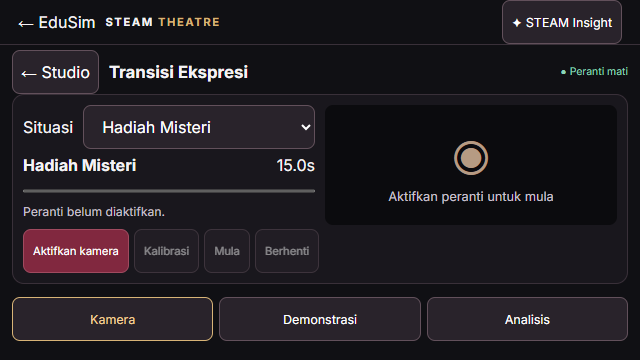 ← EduSim STEAM THEATRE
✦ STEAM Insight
← Studio
Transisi Ekspresi
● Peranti mati
Situasi
Hadiah Misteri
Hadiah Misteri
15.0s
Peranti belum diaktifkan.
Aktifkan kamera
Kalibrasi
Mula
Berhenti
Aktifkan peranti untuk mula
Kamera
Demonstrasi
Analisis